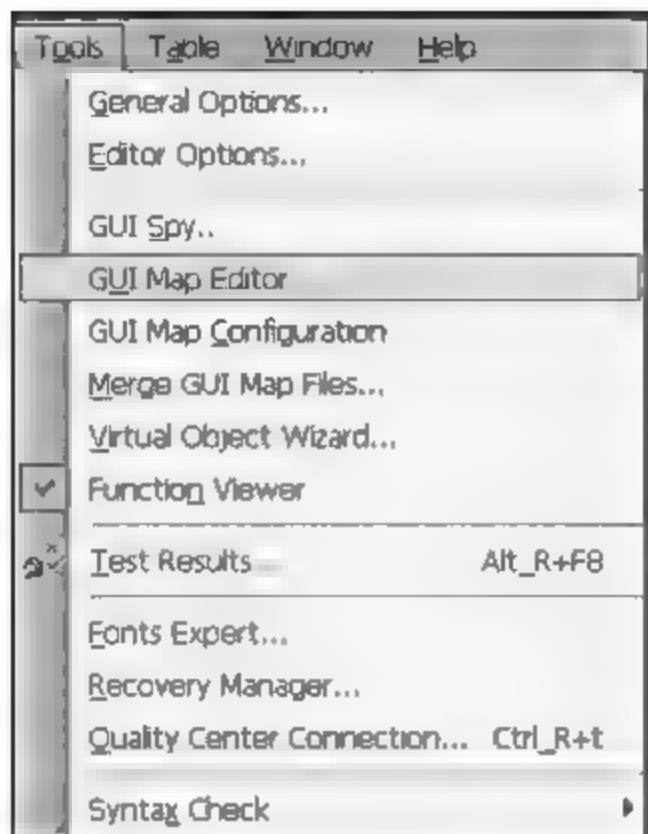 Tools Table Window Help
General Options...
Editor Options...
GUI Spy..
GUI Map Editor
GUI Map Configuration
Merge GUI Map Files...
Virtual Object Wizard...
Function Viewer
Test Results... Alt_R+F8
Fonts Expert...
Recovery Manager...
Quality Center Connection... Ctrl_R+t
Syntax Check